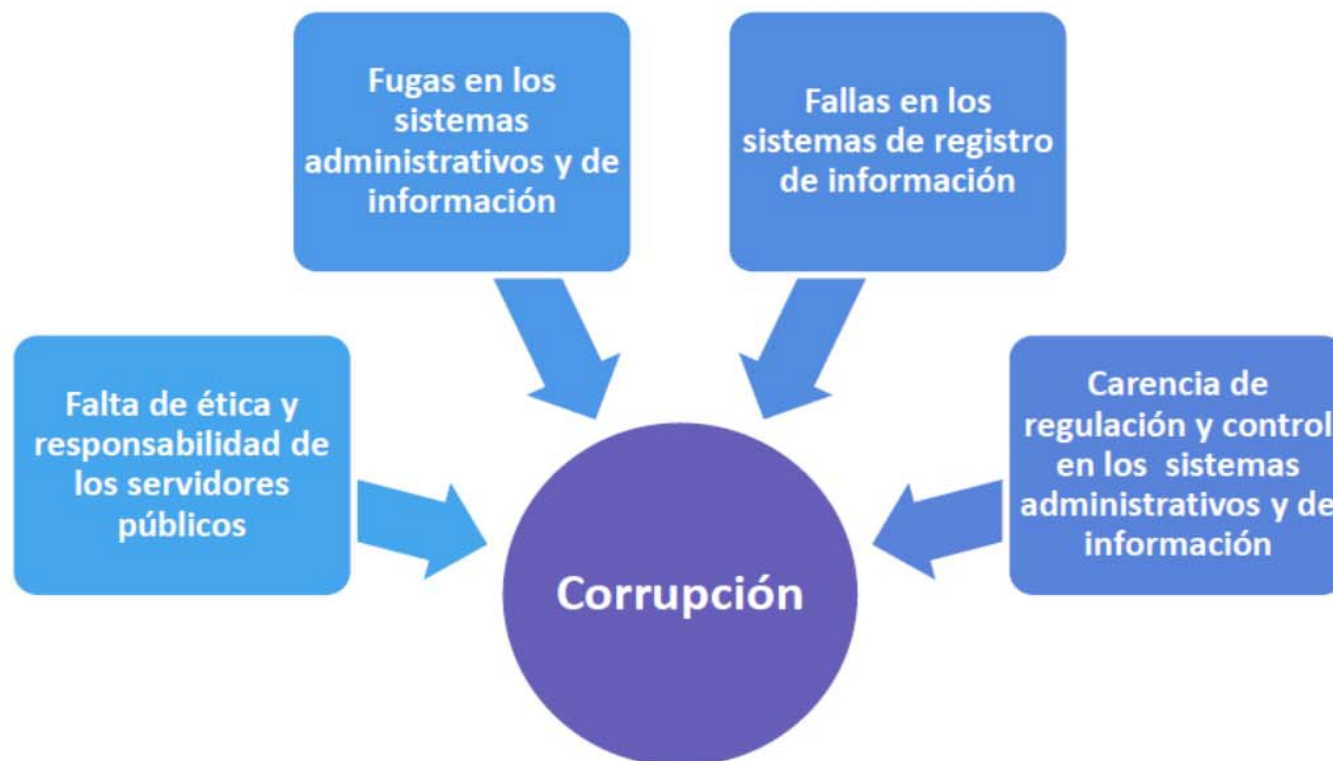 Fugas en los
sistemas
administrativos y de
información
Fallas en los
sistemas de registro
de información
Falta de ética y
responsabilidad de
los servidores
públicos
Carencia de
regulación y control
en los sistemas
administrativos y de
información
Corrupción